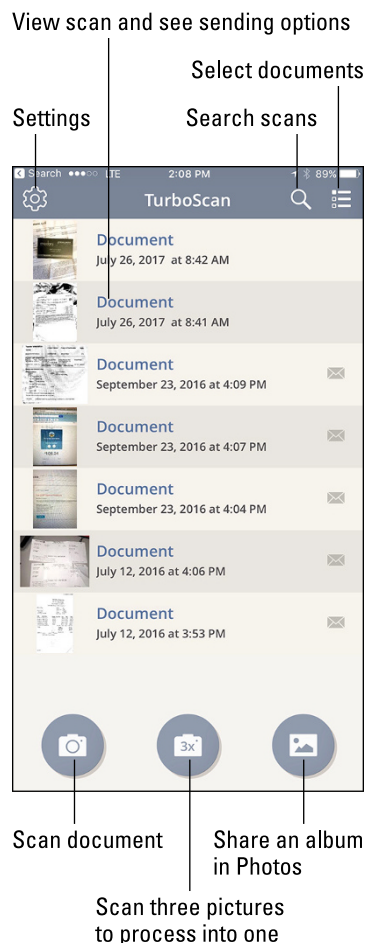 View scan and see sending options
Select documents
Settings
Search scans
Search LTE 2:08 PM 89%
TurboScan
Document
July 26, 2017 at 8:42 AM
Document
July 26, 2017 at 8:41 AM
Document
September 23, 2016 at 4:09 PM
Document
September 23, 2016 at 4:07 PM
Document
September 23, 2016 at 4:04 PM
Document
July 12, 2016 at 4:06 PM
Document
July 12, 2016 at 3:53 PM
3x
Scan document
Share an album
in Photos
Scan three pictures
to process into one